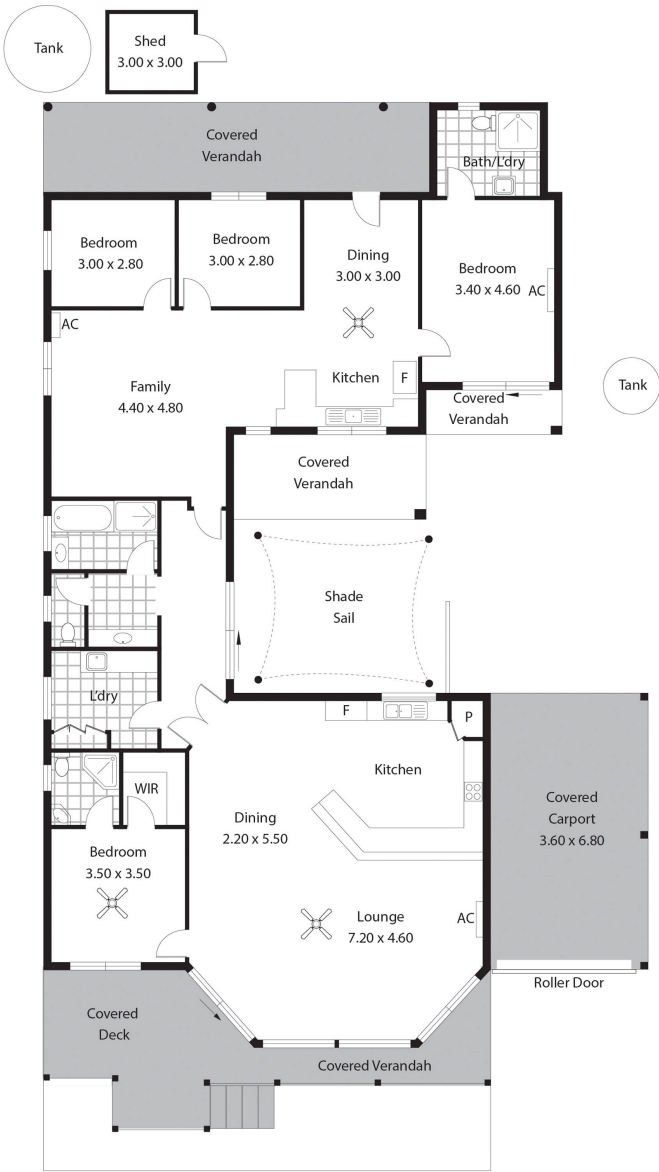 Tank
Shed
3.00 x 3.00
Covered
Verandah
Bath/L'dry
Bedroom
3.00 x 2.80
Bedroom
3.00 x 2.80
Dining
3.00 x 3.00
Bedroom
3.40 x 4.60
AC
AC
Family
4.40 x 4.80
Kitchen
F
Covered
Verandah
Tank
Covered
Verandah
Shade
Sail
L'dry
F
P
Kitchen
WIR
Dining
2.20 x 5.50
Covered
Carport
3.60 x 6.80
Bedroom
3.50 x 3.50
Lounge
7.20 x 4.60
AC
Roller Door
Covered
Deck
Covered Verandah